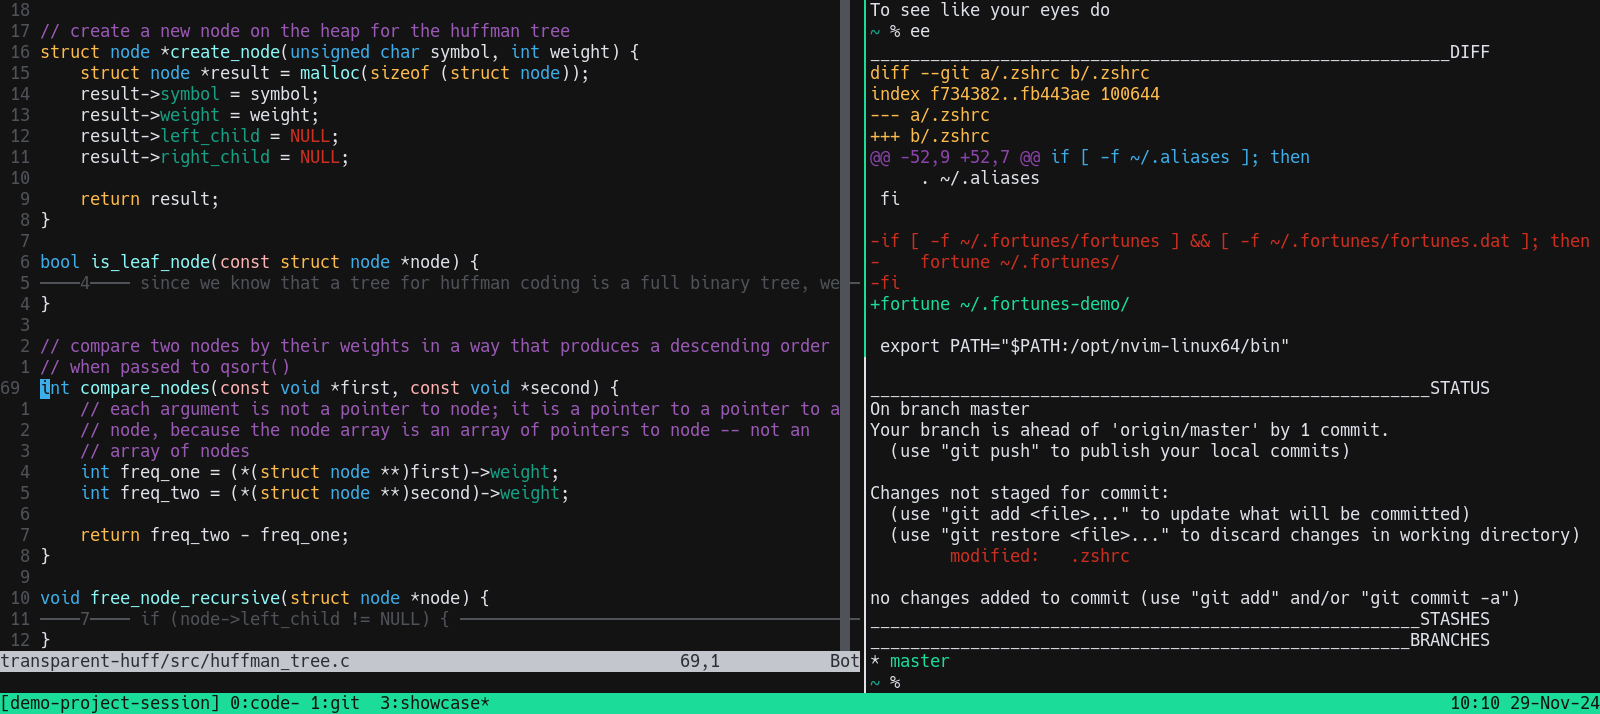 18
17 // create a new node on the heap for the huffman tree
16 struct node *create_node(unsigned char symbol, int weight) {
15     struct node *result = malloc(sizeof (struct node));
14     result->symbol = symbol;
13     result->weight = weight;
12     result->left_child = NULL;
11     result->right_child = NULL;
10
9     return result;
8 }
7
6 bool is_leaf_node(const struct node *node) {
5 ────4──── since we know that a tree for huffman coding is a full binary tree, we
4 }
3
2 // compare two nodes by their weights in a way that produces a descending order
1 // when passed to qsort()
69 int compare_nodes(const void *first, const void *second) {
1     // each argument is not a pointer to node; it is a pointer to a pointer to a
2     // node, because the node array is an array of pointers to node -- not an
3     // array of nodes
4     int freq_one = (*(struct node **)first)->weight;
5     int freq_two = (*(struct node **)second)->weight;
6
7     return freq_two - freq_one;
8 }
9
10 void free_node_recursive(struct node *node) {
11 ────7──── if (node->left_child != NULL) { ────
12 }
transparent-huff/src/huffman_tree.c 69,1 Bot
To see like your eyes do
~ % ee
__________________________________________________________DIFF
diff --git a/.zshrc b/.zshrc
index f734382..fb443ae 100644
--- a/.zshrc
+++ b/.zshrc
@@ -52,9 +52,7 @@ if [ -f ~/.aliases ]; then
     . ~/.aliases
 fi
-if [ -f ~/.fortunes/fortunes ] && [ -f ~/.fortunes/fortunes.dat ]; then
-    fortune ~/.fortunes/
-fi
+fortune ~/.fortunes-demo/
 export PATH="$PATH:/opt/nvim-linux64/bin"
________________________________________________________STATUS
On branch master
Your branch is ahead of 'origin/master' by 1 commit.
  (use "git push" to publish your local commits)
Changes not staged for commit:
  (use "git add <file>..." to update what will be committed)
  (use "git restore <file>..." to discard changes in working directory)
        modified:   .zshrc
no changes added to commit (use "git add" and/or "git commit -a")
_______________________________________________________STASHES
______________________________________________________BRANCHES
* master
~ %
[demo-project-session] 0:code- 1:git  3:showcase* 10:10 29-Nov-24